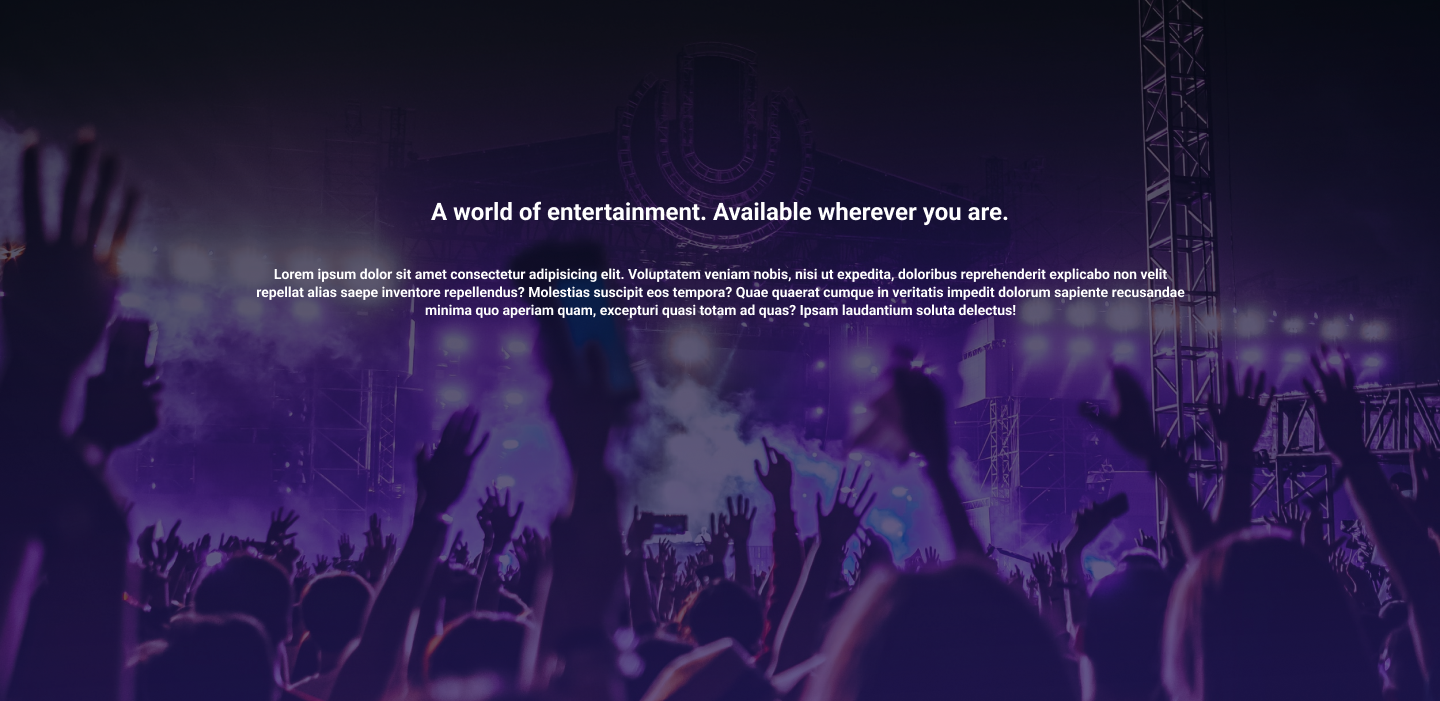 A world of entertainment. Available wherever you are.
Lorem ipsum dolor sit amet consectetur adipisicing elit. Voluptatem veniam nobis, nisi ut expedita, doloribus reprehenderit explicabo non velit
repellat alias saepe inventore repellendus? Molestias suscipit eos tempora? Quae quaerat cumque in veritatis impedit dolorum sapiente recusandae
minima quo aperiam quam, excepturi quasi totam ad quas? Ipsam laudantium soluta delectus!